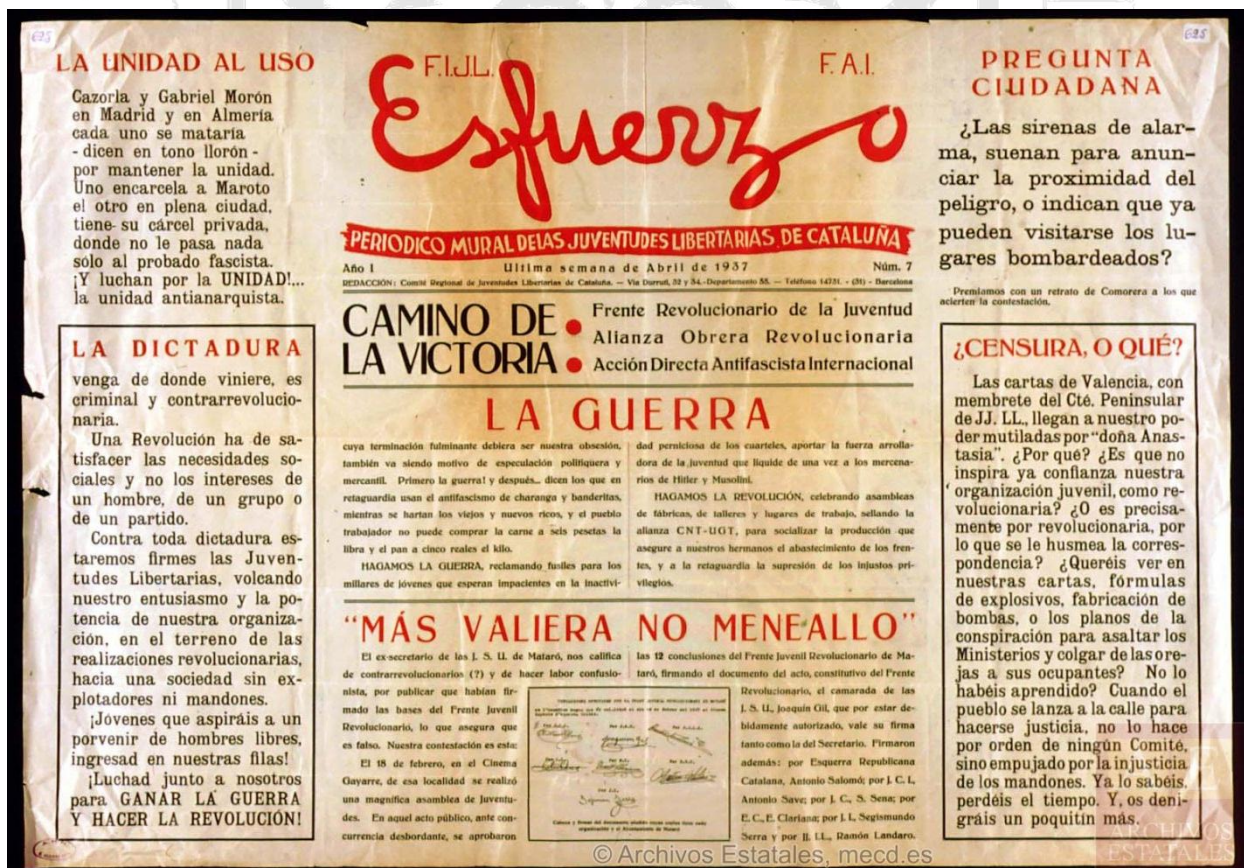 628
628
LA UNIDAD AL USO
Cazorla y Gabriel Morón
en Madrid y en Almería
cada uno se mataría
- dicen en tono llorón -
por mantener la unidad.
Uno encarcela a Maroto
el otro en plena ciudad,
tiene su cárcel privada,
donde no le pasa nada
sólo al probado fascista.
¡Y luchan por la UNIDAD!...
la unidad antianarquista.
LA DICTADURA
venga de donde viniere, es
criminal y contrarrevolucio-
naria.
Una Revolución ha de sa-
tisfacer las necesidades so-
ciales y no los intereses de
un hombre, de un grupo o
de un partido.
Contra toda dictadura es-
taremos firmes las Juven-
tudes Libertarias, volcando
nuestro entusiasmo y la po-
tencia de nuestra organiza-
ción, en el terreno de las
realizaciones revolucionarias,
hacia una sociedad sin ex-
plotadores ni mandones.
¡Jóvenes que aspiráis a un
porvenir de hombres libres,
ingresad en nuestras filas!
¡Luchad junto a nosotros
para GANAR LA GUERRA
Y HACER LA REVOLUCIÓN!
F.I.J.L.
F.A.I.
Esfuerzo
PERIODICO MURAL DE LAS JUVENTUDES LIBERTARIAS DE CATALUÑA
Año I Ultima semana de Abril de 1937 Núm. 7
REDACCIÓN: Comité Regional de Juventudes Libertarias de Cataluña. — Via Durruti, 32 y 34.-Departamento 55. — Teléfono 14751. - (31) - Barcelona
CAMINO DE
LA VICTORIA
Frente Revolucionario de la Juventud
Alianza Obrera Revolucionaria
Acción Directa Antifascista Internacional
LA GUERRA
cuya terminación fulminante debiera ser nuestra obsesión,
también va siendo motivo de especulación politiquera y
mercantil. Primero la guerra! y después... dicen los que en
retaguardia usan el antifascismo de charanga y banderitas,
mientras se hartan los viejos y nuevos ricos, y el pueblo
trabajador no puede comprar la carne a seis pesetas la
libra y el pan a cinco reales el kilo.
HAGAMOS LA GUERRA, reclamando fusiles para los
millares de jóvenes que esperan impacientes en la inactivi-
dad perniciosa de los cuarteles, aportar la fuerza arrolla-
dora de la juventud que liquide de una vez a los mercena-
rios de Hitler y Musolini.
HAGAMOS LA REVOLUCIÓN, celebrando asambleas
de fábricas, de talleres y lugares de trabajo, sellando la
alianza CNT-UGT, para socializar la producción que
asegure a nuestros hermanos el abastecimiento de los fren-
tes, y a la retaguardia la supresión de los injustos pri-
vilegios.
"MÁS VALIERA NO MENEALLO"
El ex-secretario de las J. S. U. de Mataró, nos califica
de contrarrevolucionarios (?) y de hacer labor confusio-
nista, por publicar que habían fir-
mado las bases del Frente Juvenil
Revolucionario, lo que asegura que
es falso. Nuestra contestación es esta:
El 18 de febrero, en el Cinema
Gayarre, de esa localidad se realizó
una magnífica asamblea de Juventu-
des. En aquel acto público, ante con-
currencia desbordante, se aprobaron
las 12 conclusiones del Frente Juvenil Revolucionario de Ma-
taró, firmando el documento del acto, constitutivo del Frente
Revolucionario, el camarada de las
J. S. U., Joaquín Gil, que por estar de-
bidamente autorizado, vale su firma
tanto como la del Secretario. Firmaron
además: por Esquerra Republicana
Catalana, Antonio Salomó; por J. C. I.,
Antonio Save; por J. C., S. Sena; por
E. C., E. Clariana; por J. I., Segismundo
Serra y por JJ. LL., Ramón Landaro.
PREGUNTA
CIUDADANA
¿Las sirenas de alar-
ma, suenan para anun-
ciar la proximidad del
peligro, o indican que ya
pueden visitarse los lu-
gares bombardeados?
Premiamos con un retrato de Comorera a los que
acierten la contestación.
¿CENSURA, O QUÉ?
Las cartas de Valencia, con
membrete del Cté. Peninsular
de JJ. LL., llegan a nuestro po-
der mutiladas por "doña Anas-
tasia". ¿Por qué? ¿Es que no
inspira ya confianza nuestra
organización juvenil, como re-
volucionaria? ¿O es precisa-
mente por revolucionaria, por
lo que se le husmea la corres-
pondencia? ¿Queréis ver en
nuestras cartas, fórmulas
de explosivos, fabricación de
bombas, o los planos de la
conspiración para asaltar los
Ministerios y colgar de las ore-
jas a sus ocupantes? No lo
habéis aprendido? Cuando el
pueblo se lanza a la calle para
hacerse justicia, no lo hace
por orden de ningún Comité,
sino empujado por la injusticia
de los mandones. Ya lo sabéis,
perdéis el tiempo. Y, os deni-
gráis un poquitín más.
ARCHIVOS
ESTATALES
© Archivos Estatales, mecd.es